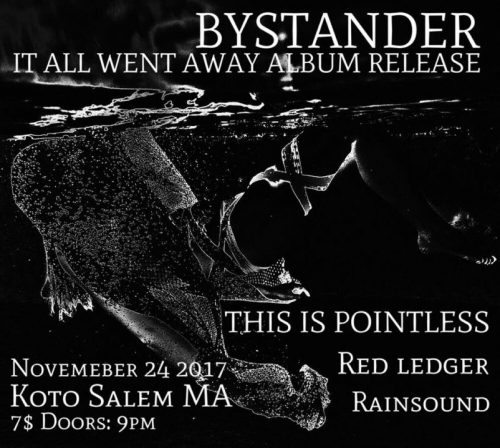 BYSTANDER
IT ALL WENT AWAY ALBUM RELEASE
THIS IS POINTLESS
RED LEDGER
RAINSOUND
NOVEMEBER 24 2017
KOTO SALEM MA
7$ DOORS: 9PM